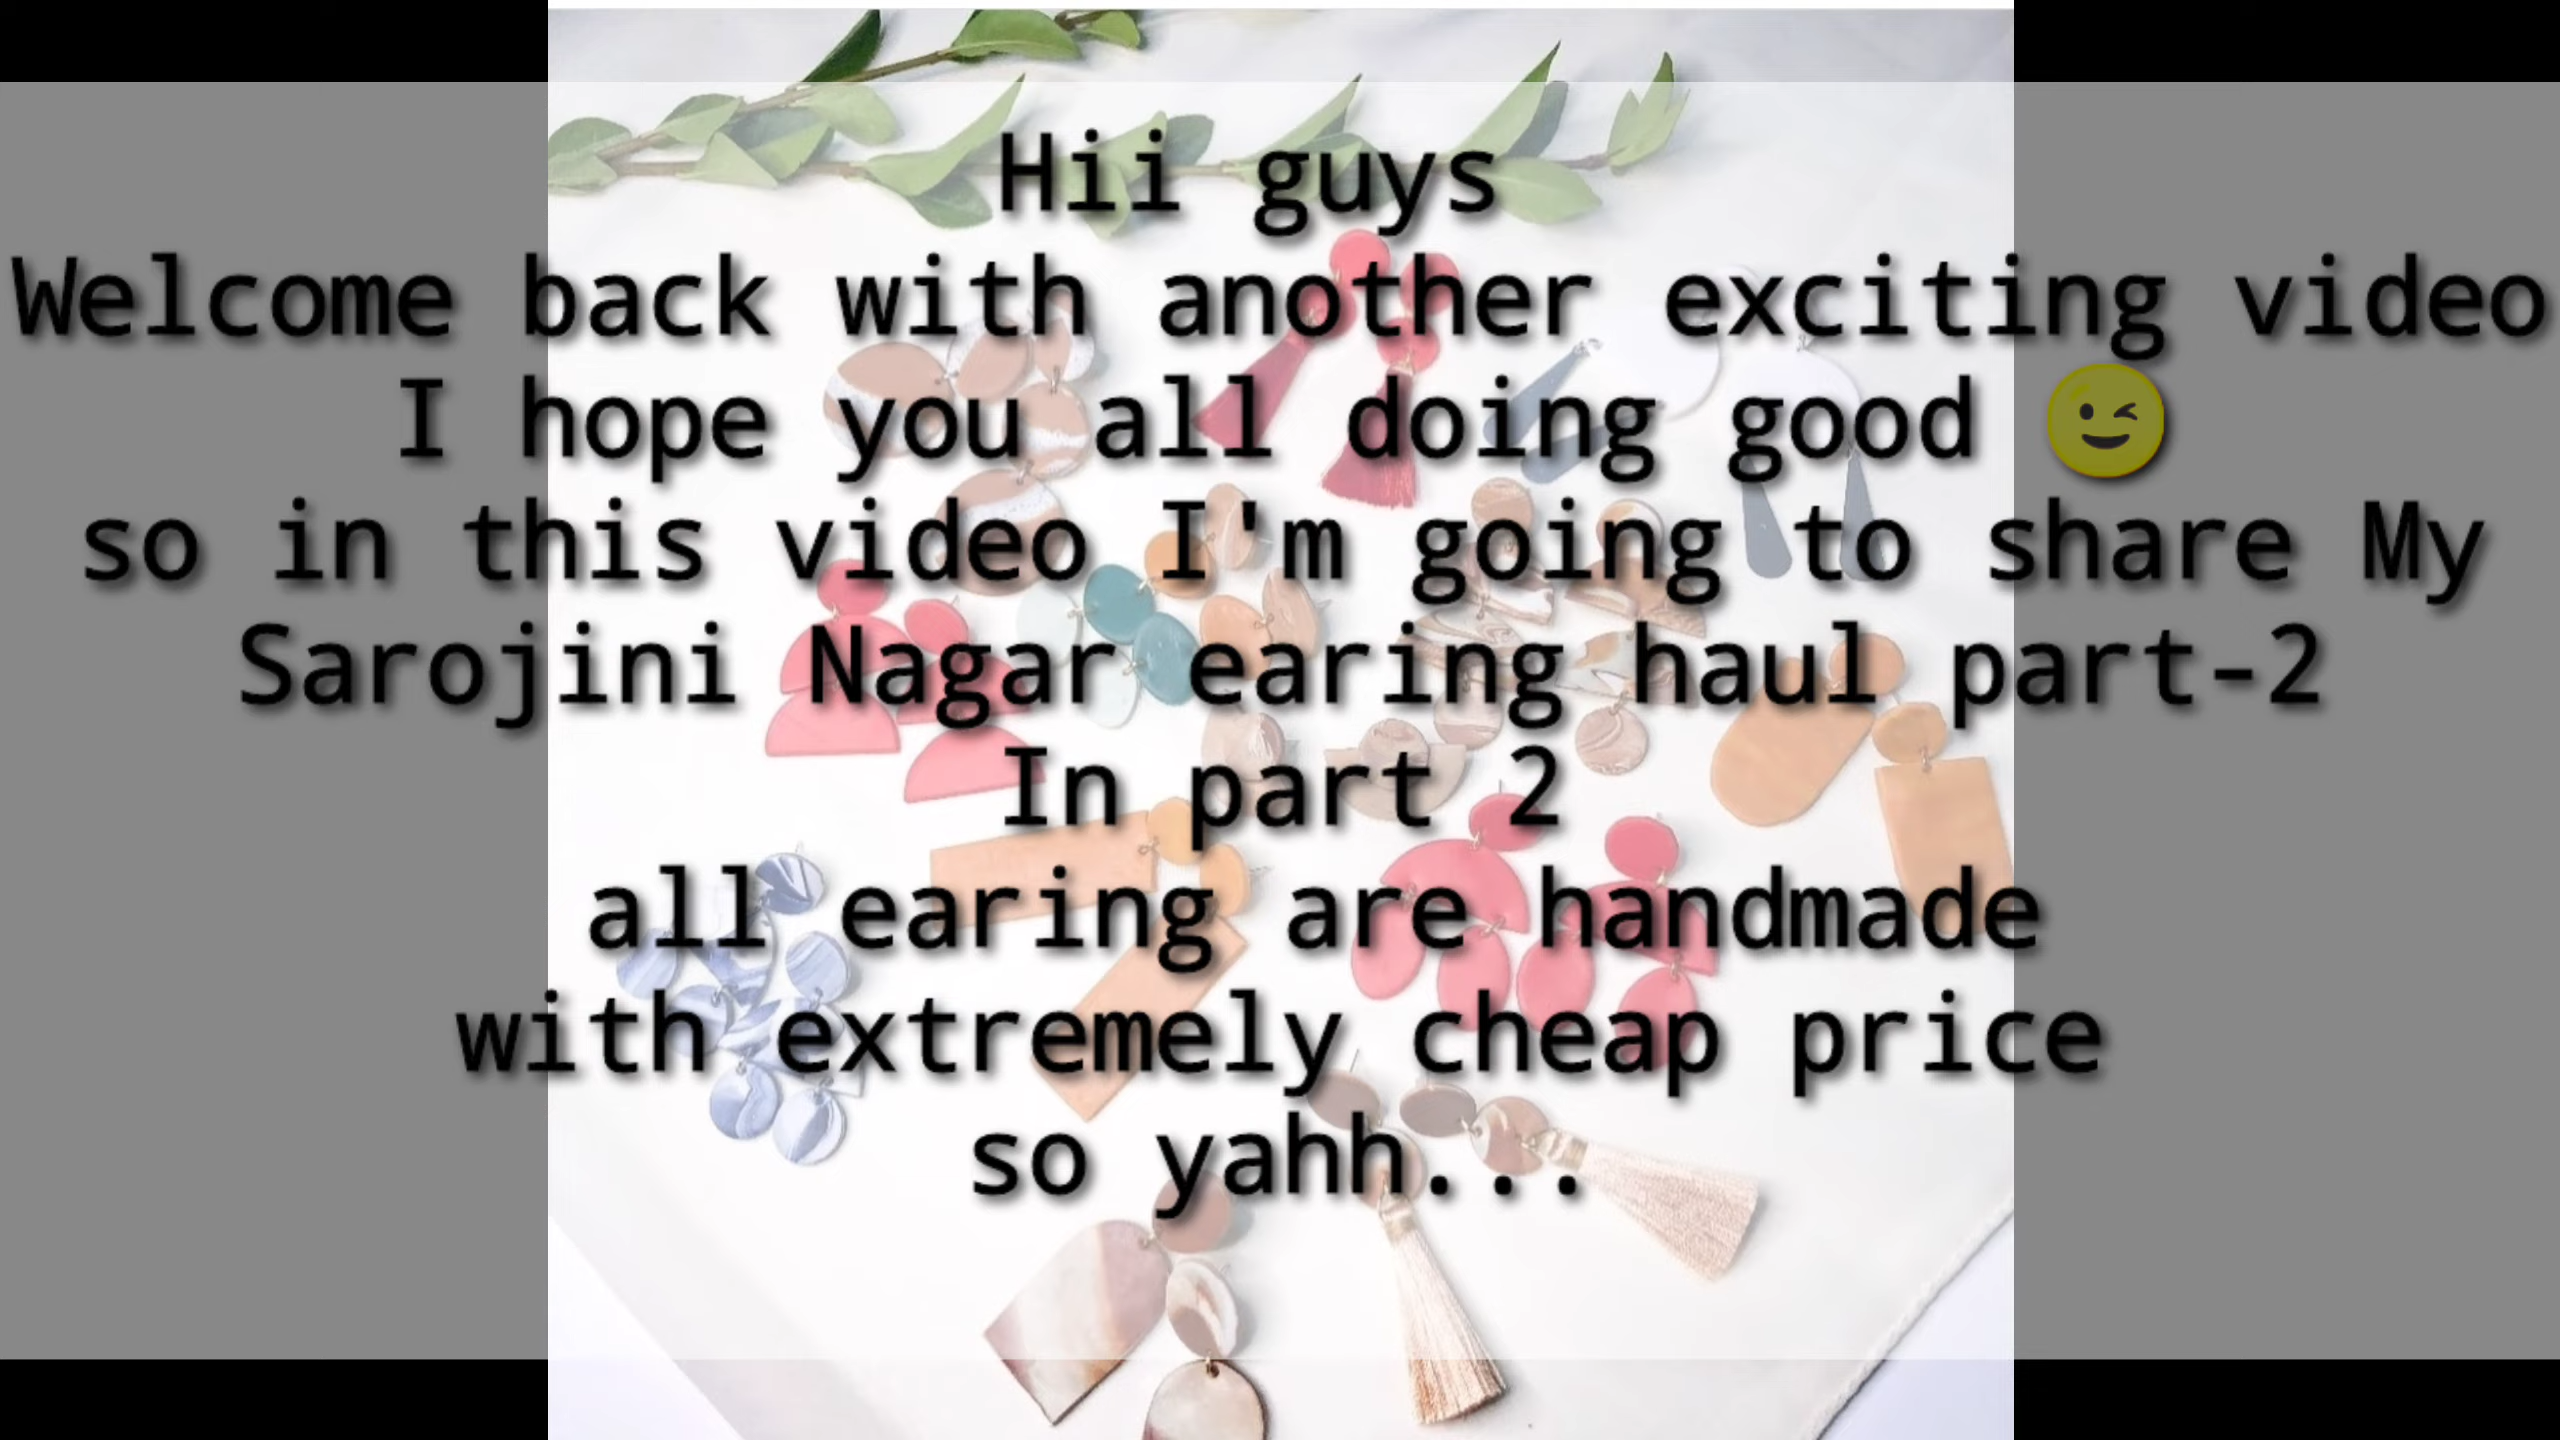 Hii guys
Welcome back with another exciting video
I hope you all doing good 😉
so in this video I'm going to share My
Sarojini Nagar earing haul part-2
In part 2
all earing are handmade
with extremely cheap price
so yahh...